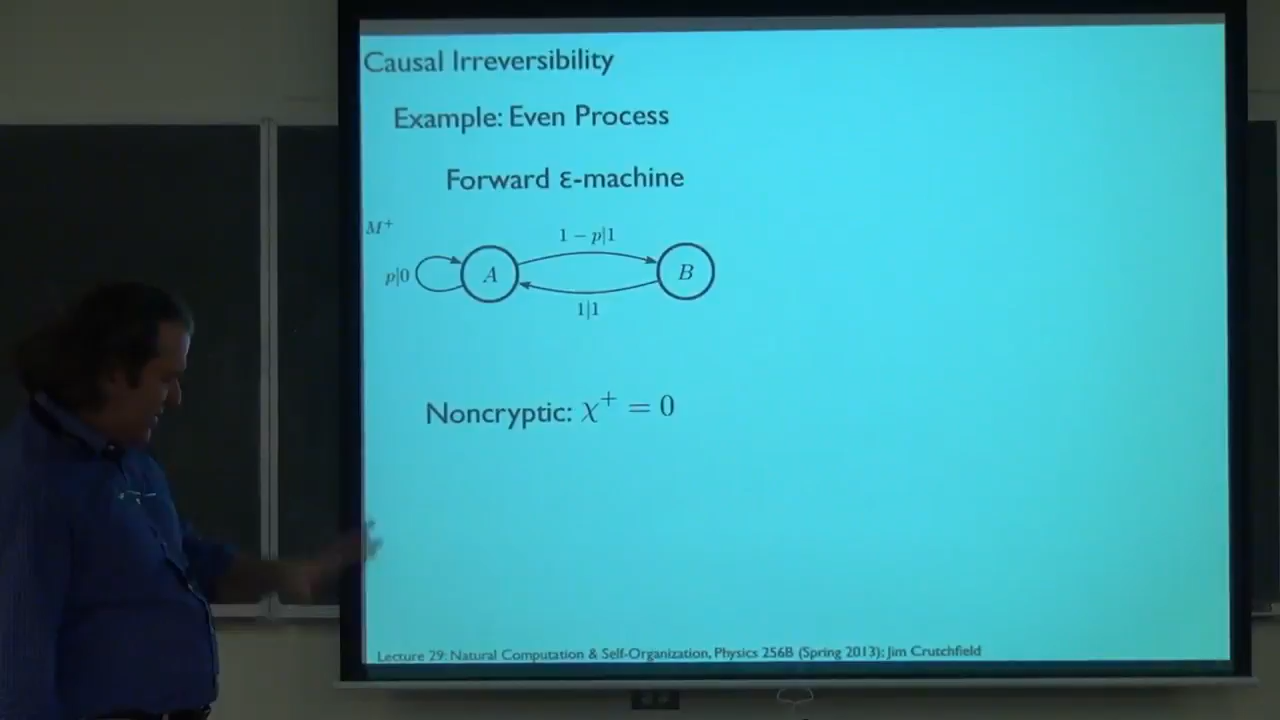 Causal Irreversibility
Example: Even Process
Forward ε-machine
M⁺
1 − p|1
p|0
A
B
1|1
Noncryptic: χ⁺ = 0
Lecture 29: Natural Computation & Self-Organization, Physics 256B (Spring 2013); Jim Crutchfield